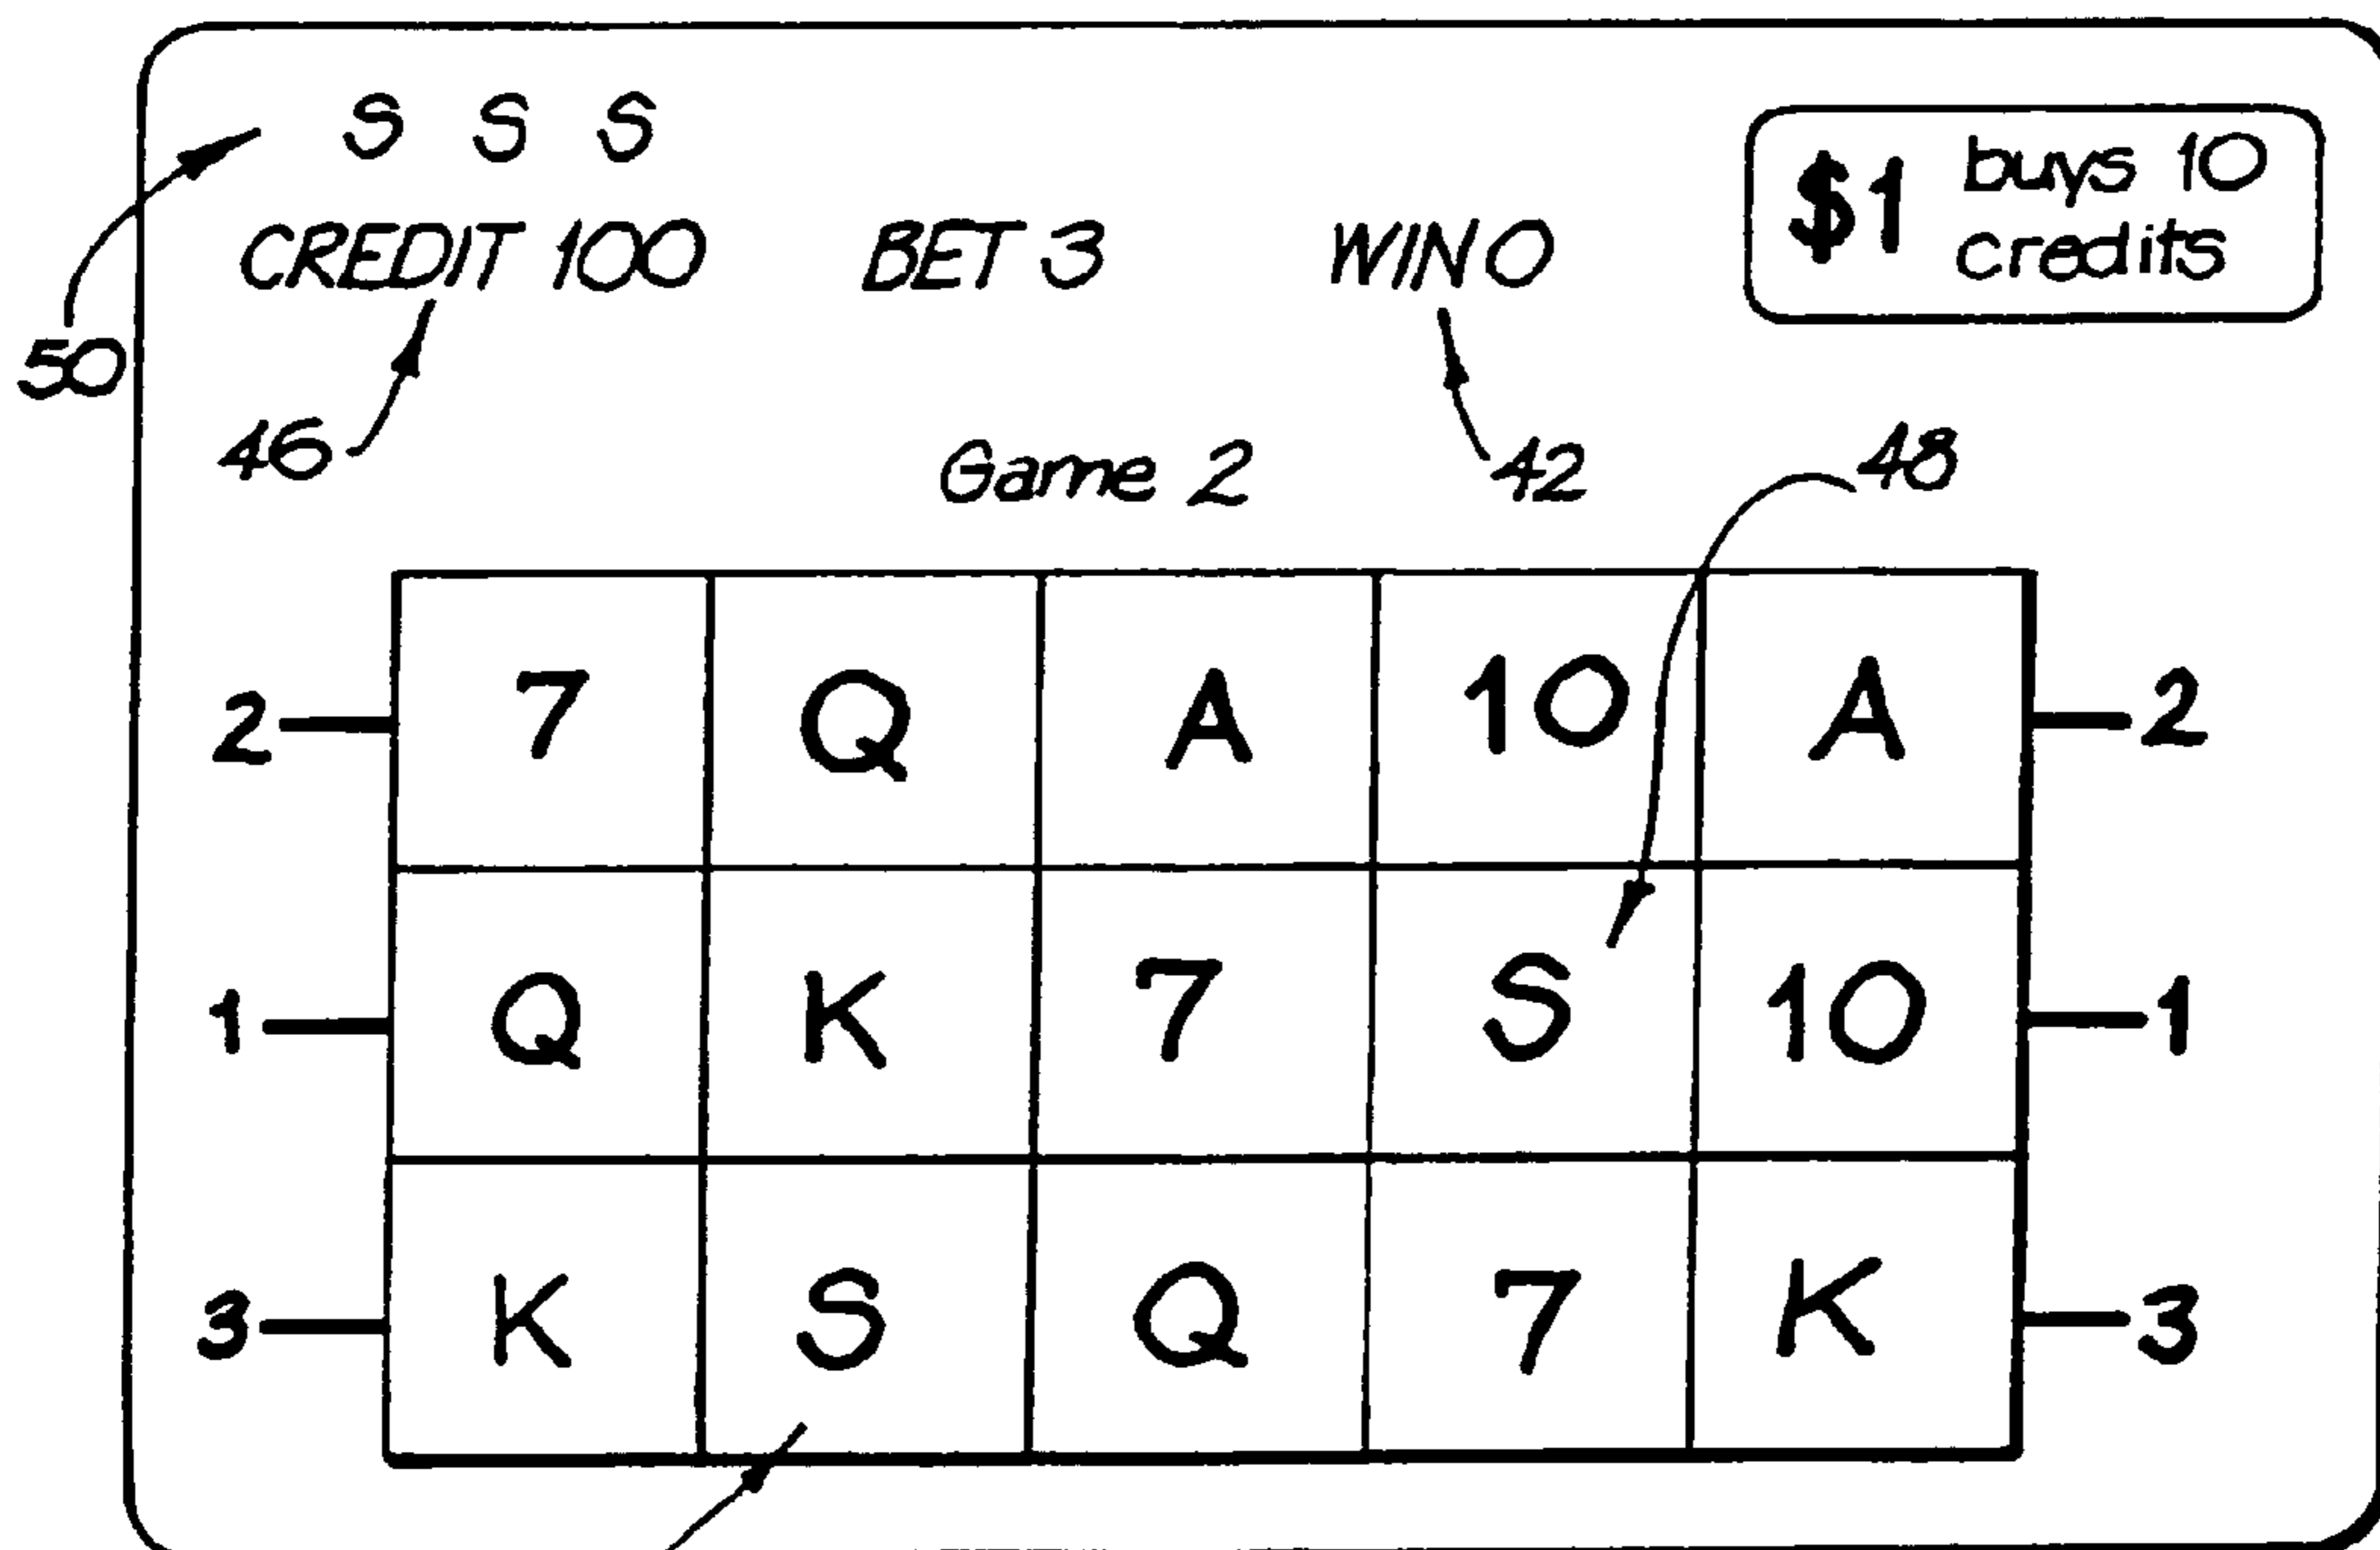 S S S
$1 buys 10
credits
CREDIT 100 BET 3 WIN 0
50
46 Game 2 42 48
2 7 Q A 10 A 2
1 Q K 7 S 10 1
3 K S Q 7 K 3